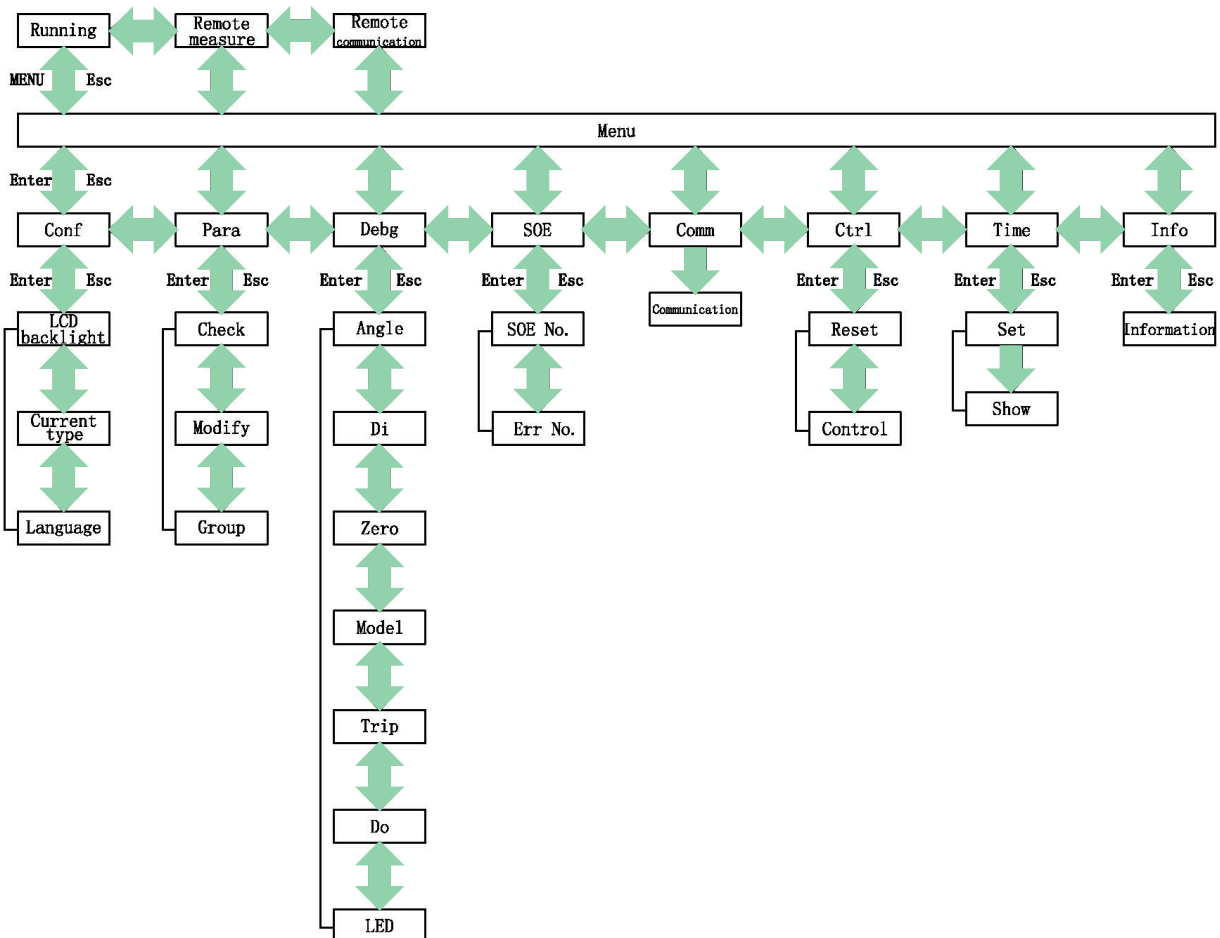 Running
Remote
measure
Remote
communication
MENU Esc
Menu
Enter Esc
Conf
Para
Debg
SOE
Comm
Ctrl
Time
Info
Enter Esc
Enter Esc
Enter Esc
Enter Esc
Enter Esc
Enter Esc
Enter Esc
LCD
backlight
Check
Angle
SOE No.
Communication
Reset
Set
Information
Current
type
Modify
Di
Err No.
Control
Show
Language
Group
Zero
Model
Trip
Do
LED